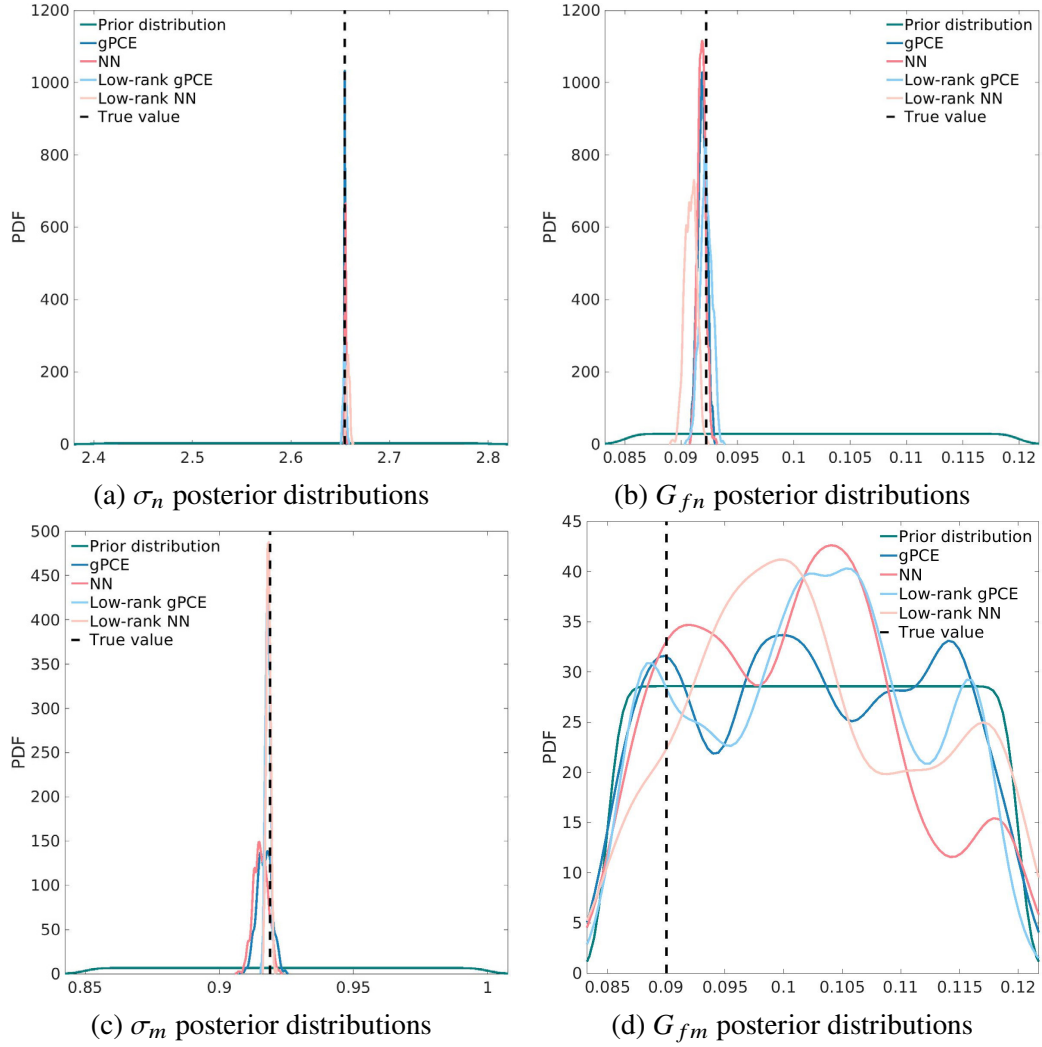 1200
1000
800
600
400
200
0
PDF
Prior distribution
gPCE
NN
Low-rank gPCE
Low-rank NN
True value
2.4 2.5 2.6 2.7 2.8
(a) σₙ posterior distributions
1200
1000
800
600
400
200
0
PDF
Prior distribution
gPCE
NN
Low-rank gPCE
Low-rank NN
True value
0.085 0.09 0.095 0.1 0.105 0.11 0.115 0.12
(b) G_{fn} posterior distributions
500
450
400
350
300
250
200
150
100
50
0
PDF
Prior distribution
gPCE
NN
Low-rank gPCE
Low-rank NN
True value
0.85 0.9 0.95 1
(c) σₘ posterior distributions
45
40
35
30
25
20
15
10
5
0
PDF
Prior distribution
gPCE
NN
Low-rank gPCE
Low-rank NN
True value
0.085 0.09 0.095 0.1 0.105 0.11 0.115 0.12
(d) G_{fm} posterior distributions